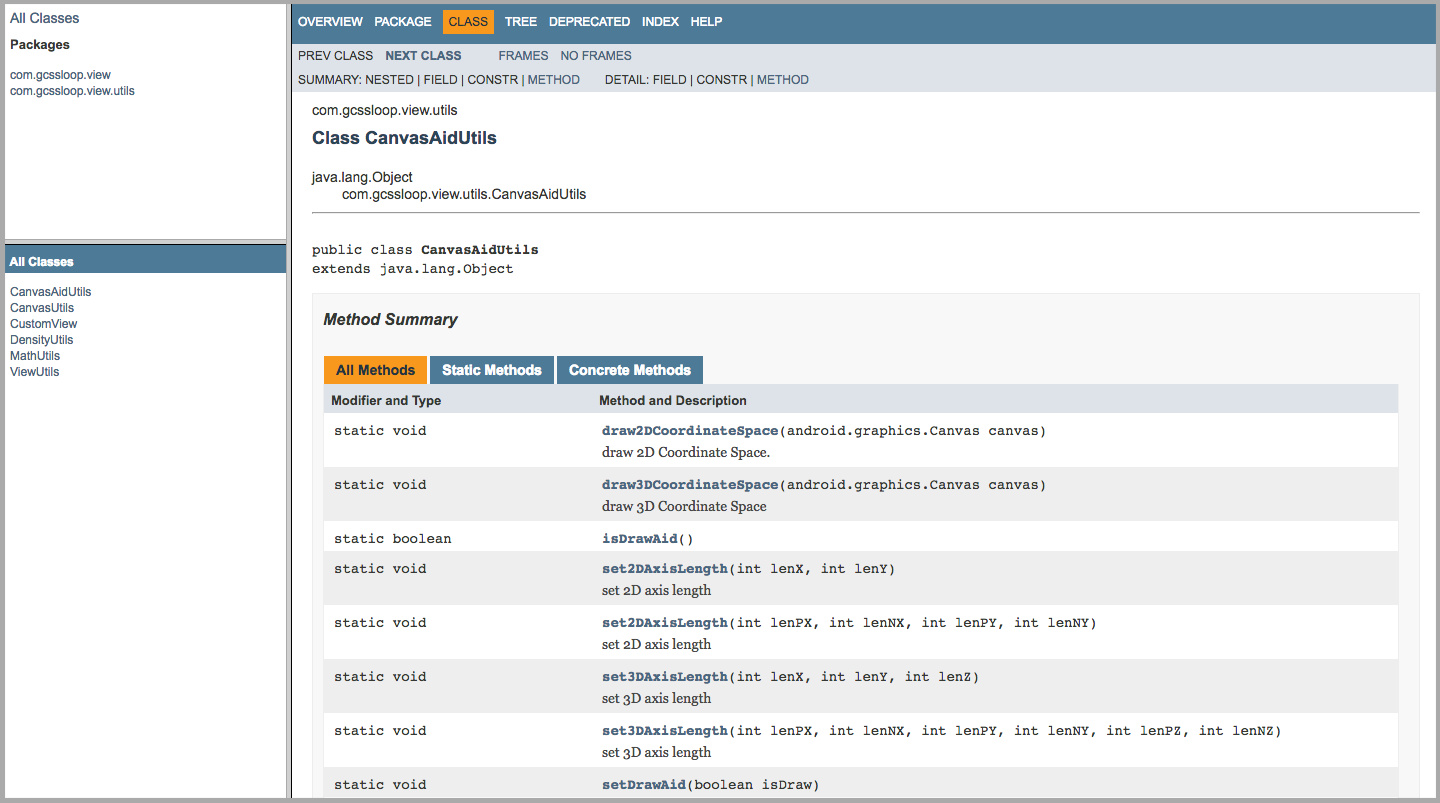 All Classes
Packages
com.gcssloop.view
com.gcssloop.view.utils
All Classes
CanvasAidUtils
CanvasUtils
CustomView
DensityUtils
MathUtils
ViewUtils
OVERVIEW PACKAGE CLASS TREE DEPRECATED INDEX HELP
PREV CLASS NEXT CLASS FRAMES NO FRAMES
SUMMARY: NESTED | FIELD | CONSTR | METHOD DETAIL: FIELD | CONSTR | METHOD
com.gcssloop.view.utils
Class CanvasAidUtils
java.lang.Object
com.gcssloop.view.utils.CanvasAidUtils
public class CanvasAidUtils
extends java.lang.Object
Method Summary
All Methods Static Methods Concrete Methods
Modifier and Type Method and Description
static void draw2DCoordinateSpace(android.graphics.Canvas canvas)
draw 2D Coordinate Space.
static void draw3DCoordinateSpace(android.graphics.Canvas canvas)
draw 3D Coordinate Space
static boolean isDrawAid()
static void set2DAxisLength(int lenX, int lenY)
set 2D axis length
static void set2DAxisLength(int lenPX, int lenNX, int lenPY, int lenNY)
set 2D axis length
static void set3DAxisLength(int lenX, int lenY, int lenZ)
set 3D axis length
static void set3DAxisLength(int lenPX, int lenNX, int lenPY, int lenNY, int lenPZ, int lenNZ)
set 3D axis length
static void setDrawAid(boolean isDraw)